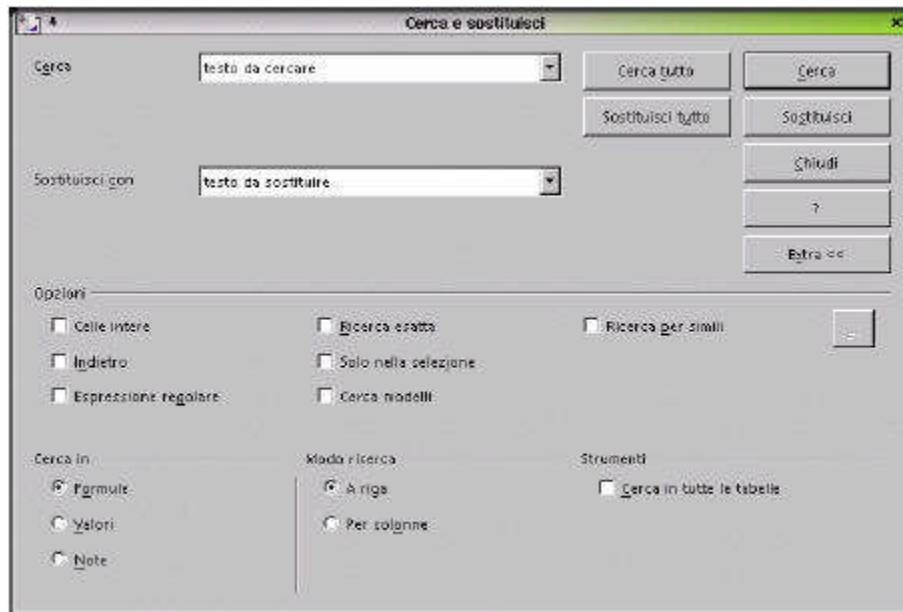 Cerca e sostituisci
Cerca
testo da cercare
Cerca tutto
Cerca
Sostituisci tutto
Sostituisci
Sostituisci con
testo da sostituire
Chiudi
?
Extra <<
Opzioni
Celle intere
Ricerca esatta
Ricerca per simili
...
Indietro
Solo nella selezione
Espressione regolare
Cerca modelli
Cerca in
Modo ricerca
Strumenti
Formule
A riga
Cerca in tutte le tabelle
Valori
Per colonne
Note